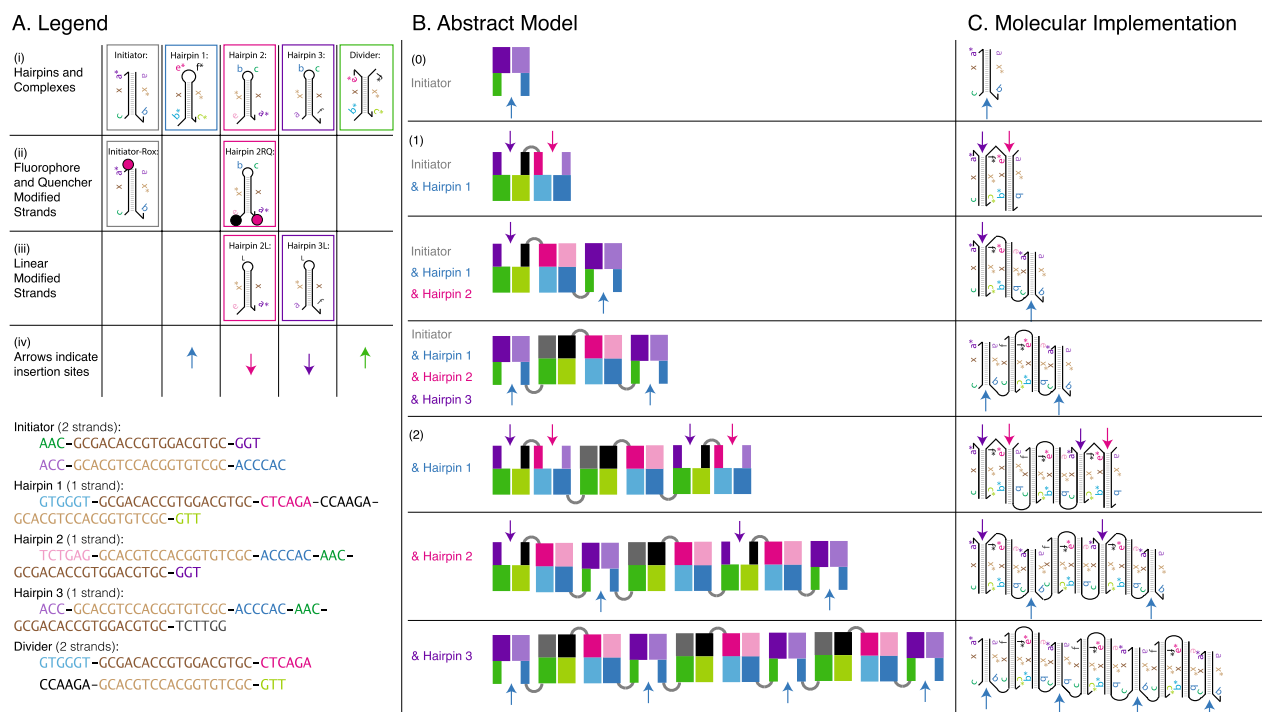 A. Legend
B. Abstract Model
C. Molecular Implementation
(i)
Hairpins and
Complexes
Initiator:
Hairpin 1:
Hairpin 2:
Hairpin 3:
Divider:
(ii)
Fluorophore
and Quencher
Modified
Strands
Initiator-Rox:
Hairpin 2RQ:
(iii)
Linear
Modified
Strands
Hairpin 2L:
Hairpin 3L:
(iv)
Arrows indicate
insertion sites
Initiator (2 strands):
AAC-GCGACACCGTGGACGTGC-GGT
ACC-GCACGTCCACGGTGTCGC-ACCCAC
Hairpin 1 (1 strand):
GTGGGT-GCGACACCGTGGACGTGC-CTCAGA-CCAAGA-
GCACGTCCACGGTGTCGC-GTT
Hairpin 2 (1 strand):
TCTGAG-GCACGTCCACGGTGTCGC-ACCCAC-AAC-
GCGACACCGTGGACGTGC-GGT
Hairpin 3 (1 strand):
ACC-GCACGTCCACGGTGTCGC-ACCCAC-AAC-
GCGACACCGTGGACGTGC-TCTTGG
Divider (2 strands):
GTGGGT-GCGACACCGTGGACGTGC-CTCAGA
CCAAGA-GCACGTCCACGGTGTCGC-GTT
(0)
Initiator
(1)
Initiator
& Hairpin 1
Initiator
& Hairpin 1
& Hairpin 2
Initiator
& Hairpin 1
& Hairpin 2
& Hairpin 3
(2)
& Hairpin 1
& Hairpin 2
& Hairpin 3